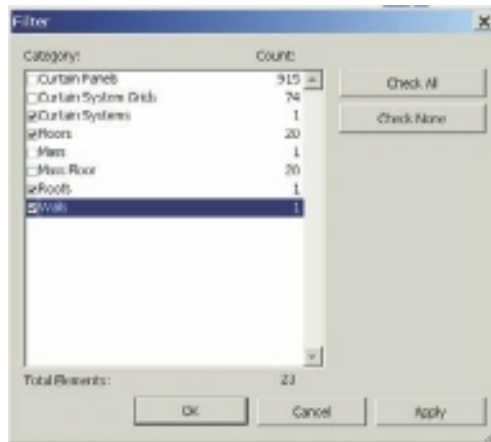 Filter
Category: Count:
Curtain Panels 915
Curtain System Grids 74
Curtain Systems 1
Floors 20
Mass 1
Mass Floor 20
Roofs 1
Walls 1
Check All
Check None
Total Elements: 23
OK Cancel Apply